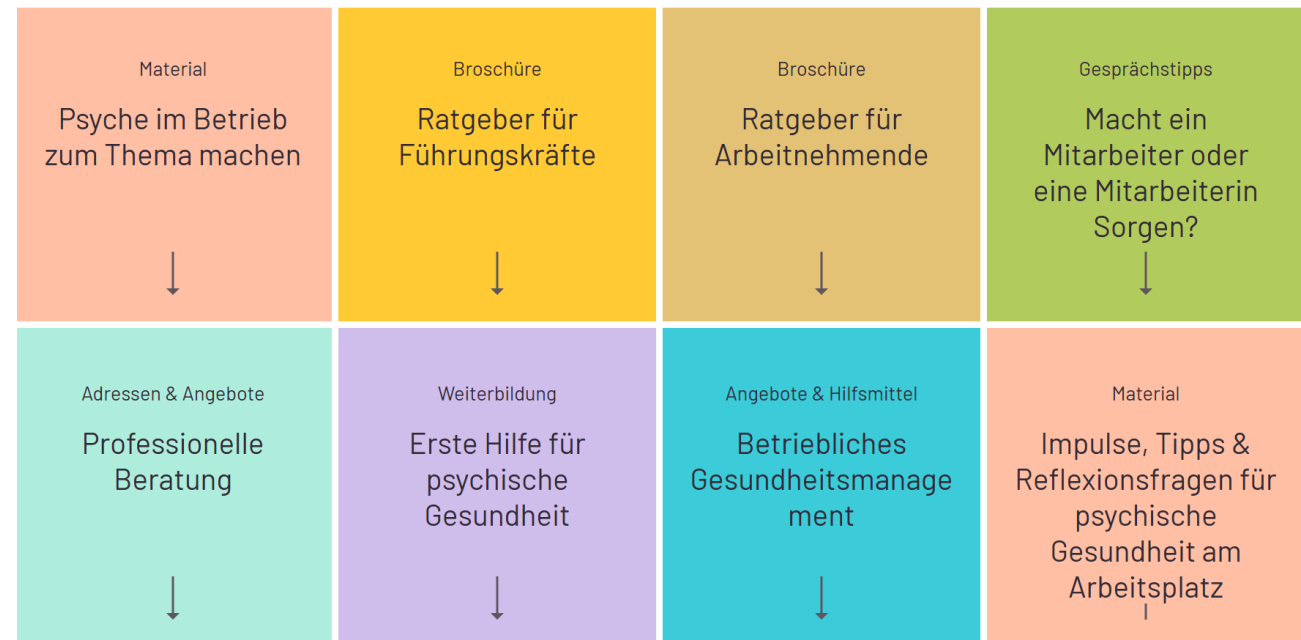 Material
Psyche im Betrieb
zum Thema machen
Broschüre
Ratgeber für
Führungskräfte
Broschüre
Ratgeber für
Arbeitnehmende
Gesprächstipps
Macht ein
Mitarbeiter oder
eine Mitarbeiterin
Sorgen?
Adressen & Angebote
Professionelle
Beratung
Weiterbildung
Erste Hilfe für
psychische
Gesundheit
Angebote & Hilfsmittel
Betriebliches
Gesundheitsmanage
ment
Material
Impulse, Tipps &
Reflexionsfragen für
psychische
Gesundheit am
Arbeitsplatz